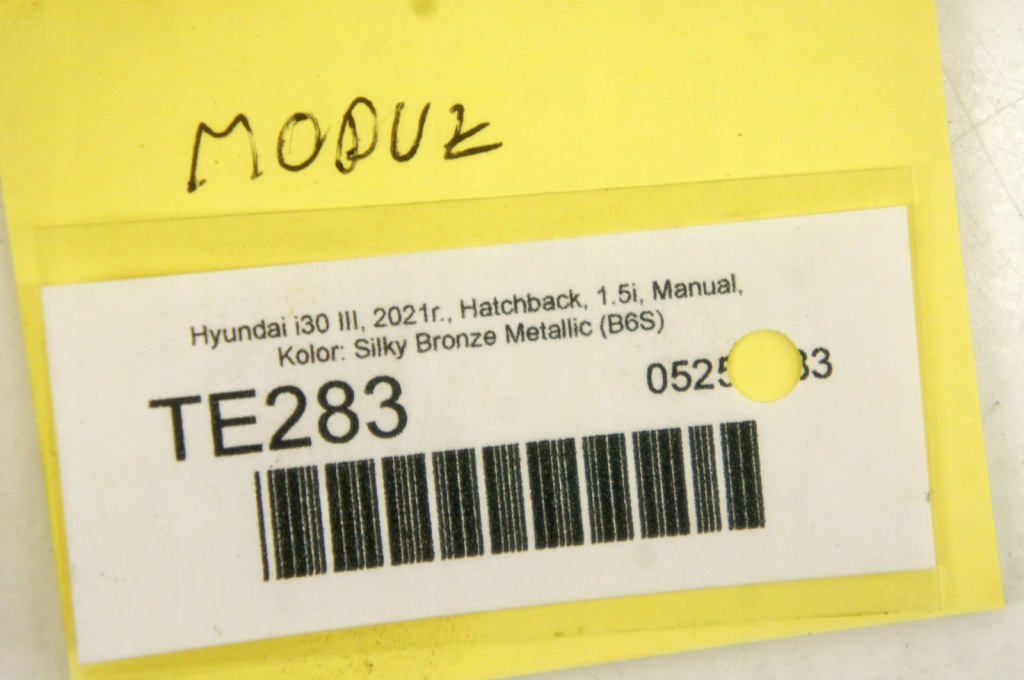 MODUŁ
Hyundai i30 III, 2021r., Hatchback, 1.5i, Manual,
Kolor: Silky Bronze Metallic (B6S)
TE283